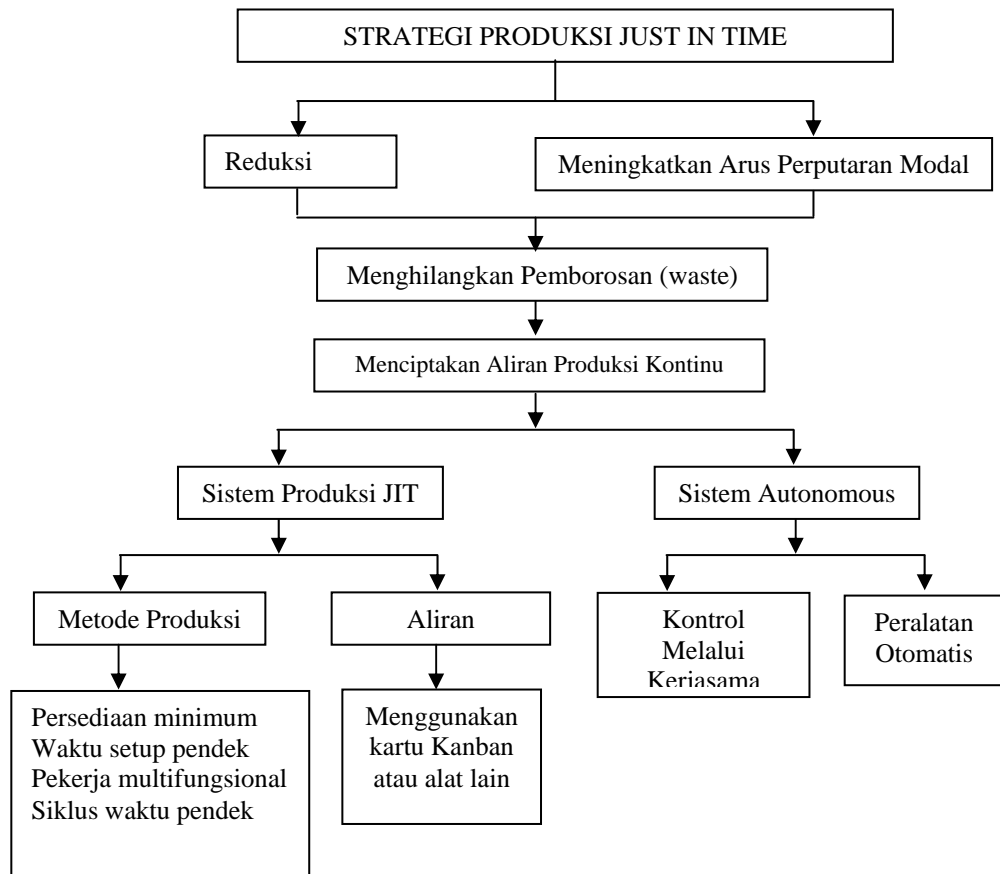 STRATEGI PRODUKSI JUST IN TIME
Reduksi
Meningkatkan Arus Perputaran Modal
Menghilangkan Pemborosan (waste)
Menciptakan Aliran Produksi Kontinu
Sistem Produksi JIT
Sistem Autonomous
Metode Produksi
Aliran
Kontrol
Melalui
Kerjasama
Peralatan
Otomatis
Persediaan minimum
Waktu setup pendek
Pekerja multifungsional
Siklus waktu pendek
Menggunakan
kartu Kanban
atau alat lain